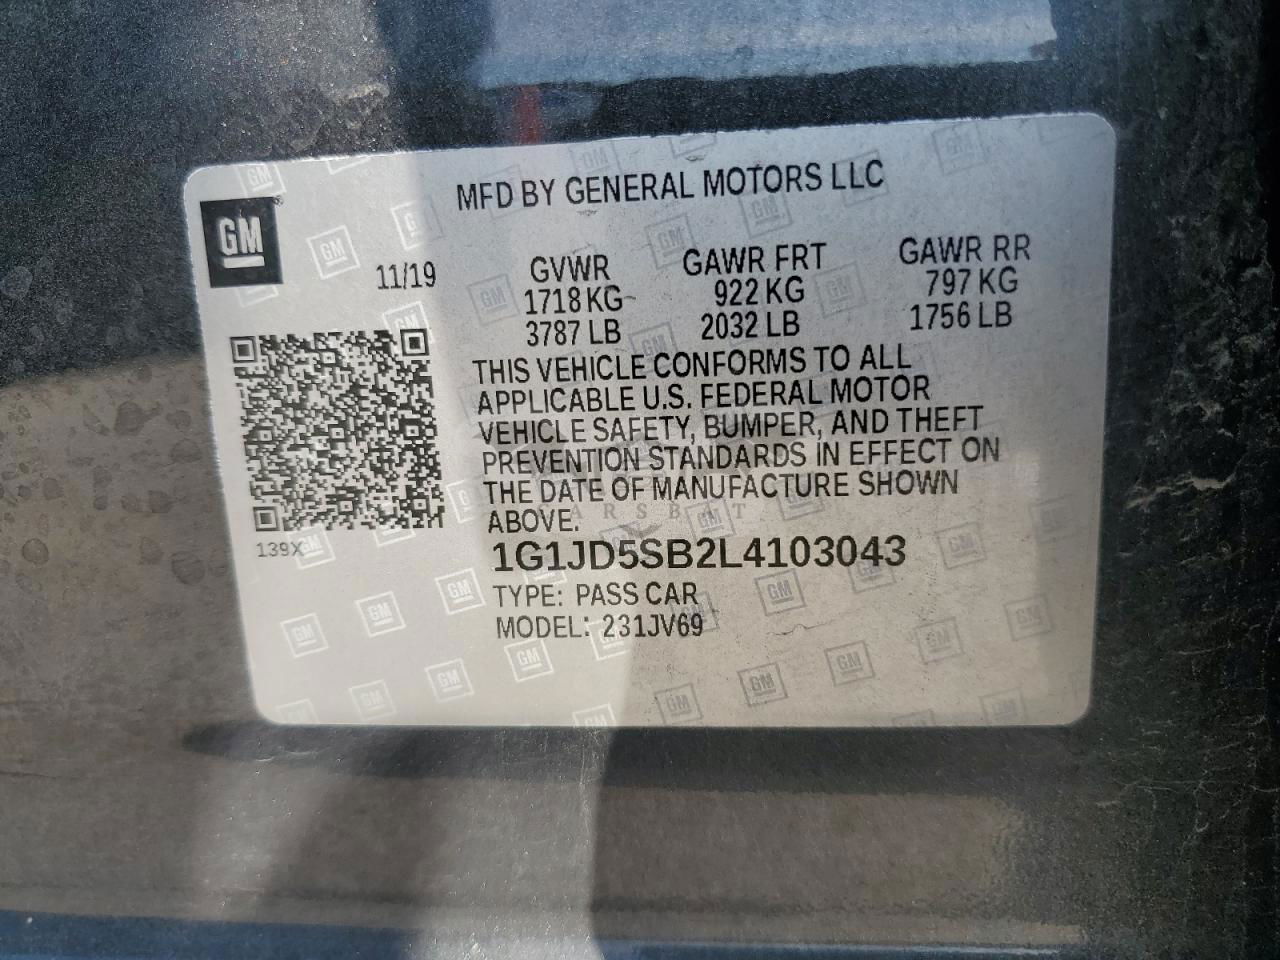 MFD BY GENERAL MOTORS LLC
GM
11/19
GVWR GAWR FRT GAWR RR
1718 KG 922 KG 797 KG
3787 LB 2032 LB 1756 LB
THIS VEHICLE CONFORMS TO ALL
APPLICABLE U.S. FEDERAL MOTOR
VEHICLE SAFETY, BUMPER, AND THEFT
PREVENTION STANDARDS IN EFFECT ON
THE DATE OF MANUFACTURE SHOWN
ABOVE.
139X
1G1JD5SB2L4103043
TYPE: PASS CAR
MODEL: 231JV69